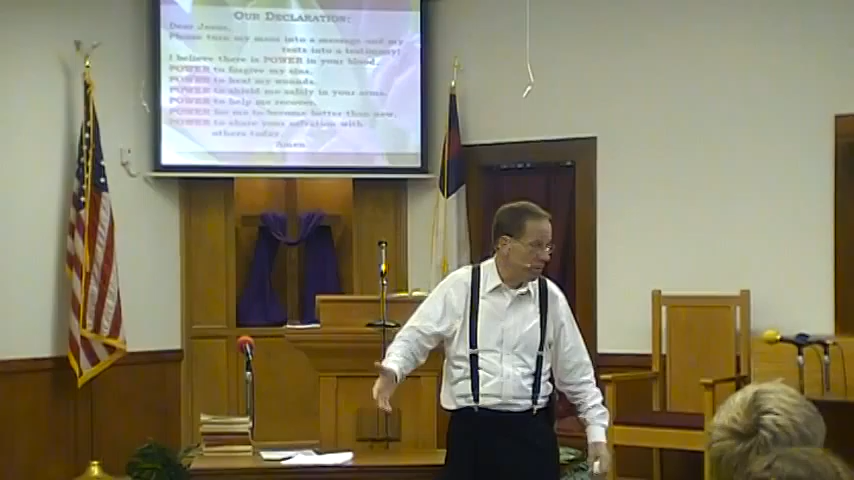 OUR DECLARATION:
Dear Jesus,
Please turn my mess into a message and my
tests into a testimony!
I believe there is POWER in your blood.
POWER to forgive my sins.
POWER to heal my wounds.
POWER to shield me safely in your arms.
POWER to help me recover.
POWER for me to become better than new.
POWER to share your salvation with
others today.
Amen